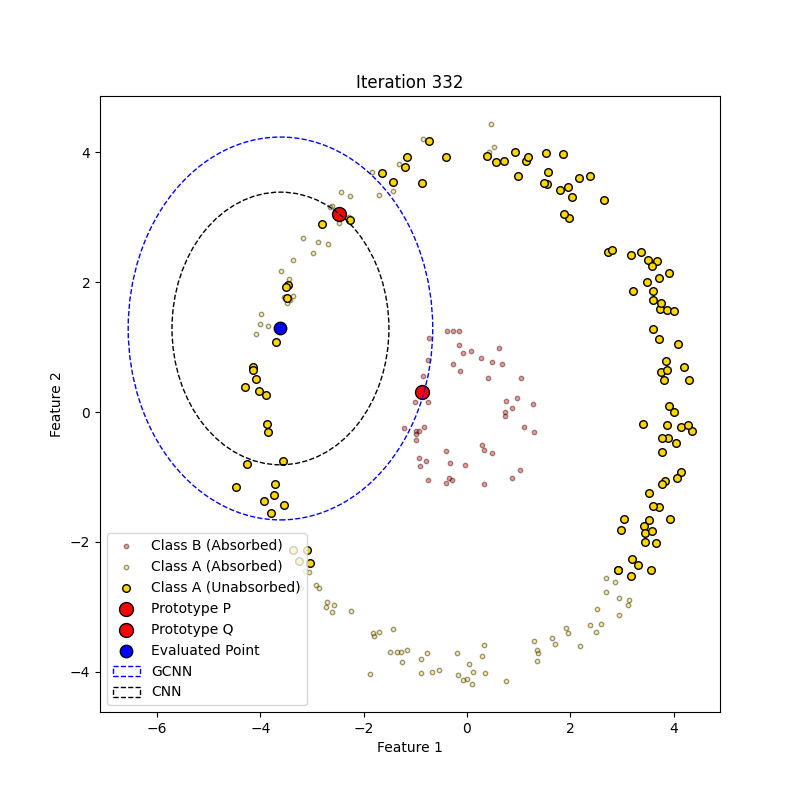 Iteration 332
Feature 2
4
2
0
−2
−4
Class B (Absorbed)
Class A (Absorbed)
Class A (Unabsorbed)
Prototype P
Prototype Q
Evaluated Point
GCNN
CNN
−6 −4 −2 0 2 4
Feature 1